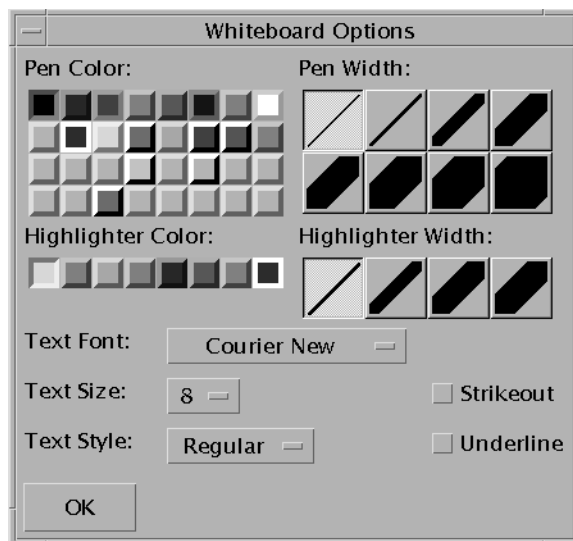 Whiteboard Options
Pen Color: Pen Width:
Highlighter Color: Highlighter Width:
Text Font: Courier New
Text Size: 8 Strikeout
Text Style: Regular Underline
OK